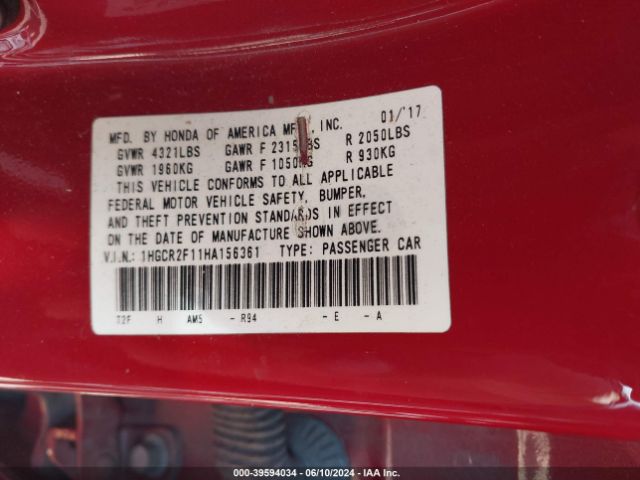 MFD. BY HONDA OF AMERICA MF , INC. 01/'17
GVWR 4321LBS GAWR F 2315LBS R 2050LBS
GVWR 1960KG GAWR F 1050KG R 930KG
THIS VEHICLE CONFORMS TO ALL APPLICABLE
FEDERAL MOTOR VEHICLE SAFETY, BUMPER,
AND THEFT PREVENTION STANDARDS IN EFFECT
ON THE DATE OF MANUFACTURE SHOWN ABOVE.
V.I.N.: 1HGCR2F11HA156361 TYPE: PASSENGER CAR
T2F H AM5 - R94 - E - A
000-39594034 - 06/10/2024 - IAA Inc.